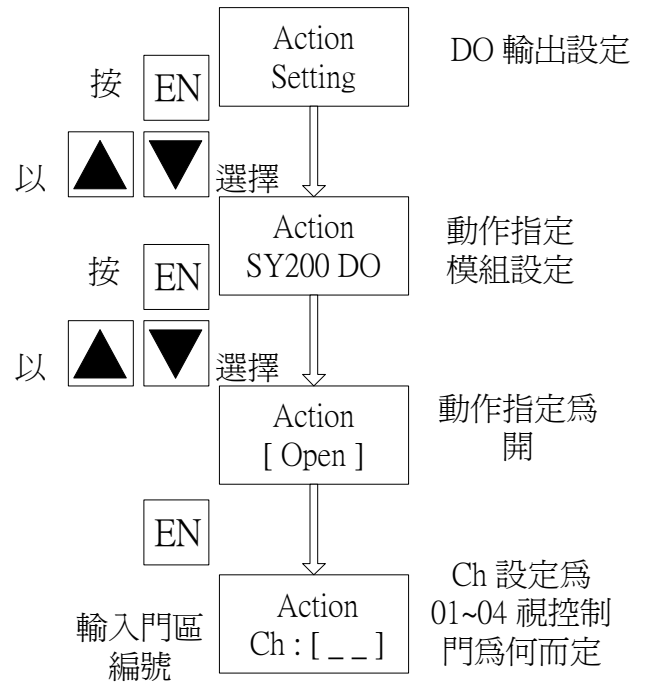 Action
Setting
DO 輸出設定
按 EN
以 ▲ ▼ 選擇
Action
SY200 DO
動作指定
模組設定
按 EN
以 ▲ ▼ 選擇
Action
[ Open ]
動作指定爲
開
EN
Action
Ch : [ _ _ ]
輸入門區
編號
Ch 設定爲
01~04 視控制
門爲何而定